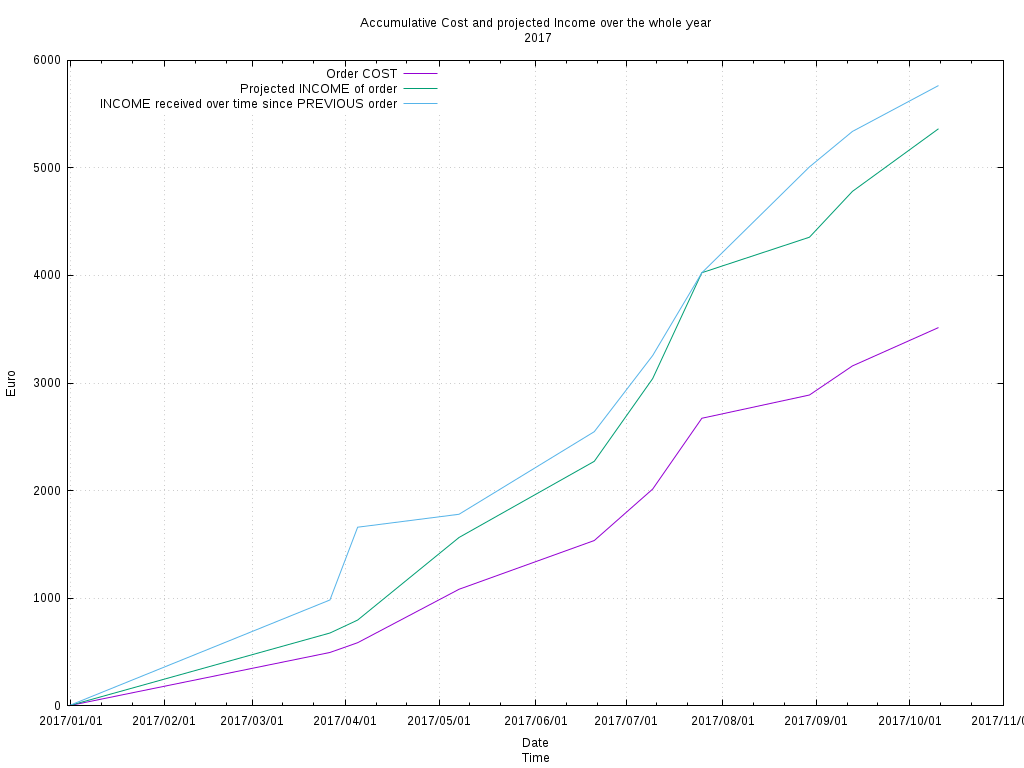 Accumulative Cost and projected Income over the whole year
2017
6000
5000
4000
3000
2000
1000
0
Euro
Order COST
Projected INCOME of order
INCOME received over time since PREVIOUS order
2017/01/01 2017/02/01 2017/03/01 2017/04/01 2017/05/01 2017/06/01 2017/07/01 2017/08/01 2017/09/01 2017/10/01 2017/11/0
Date
Time